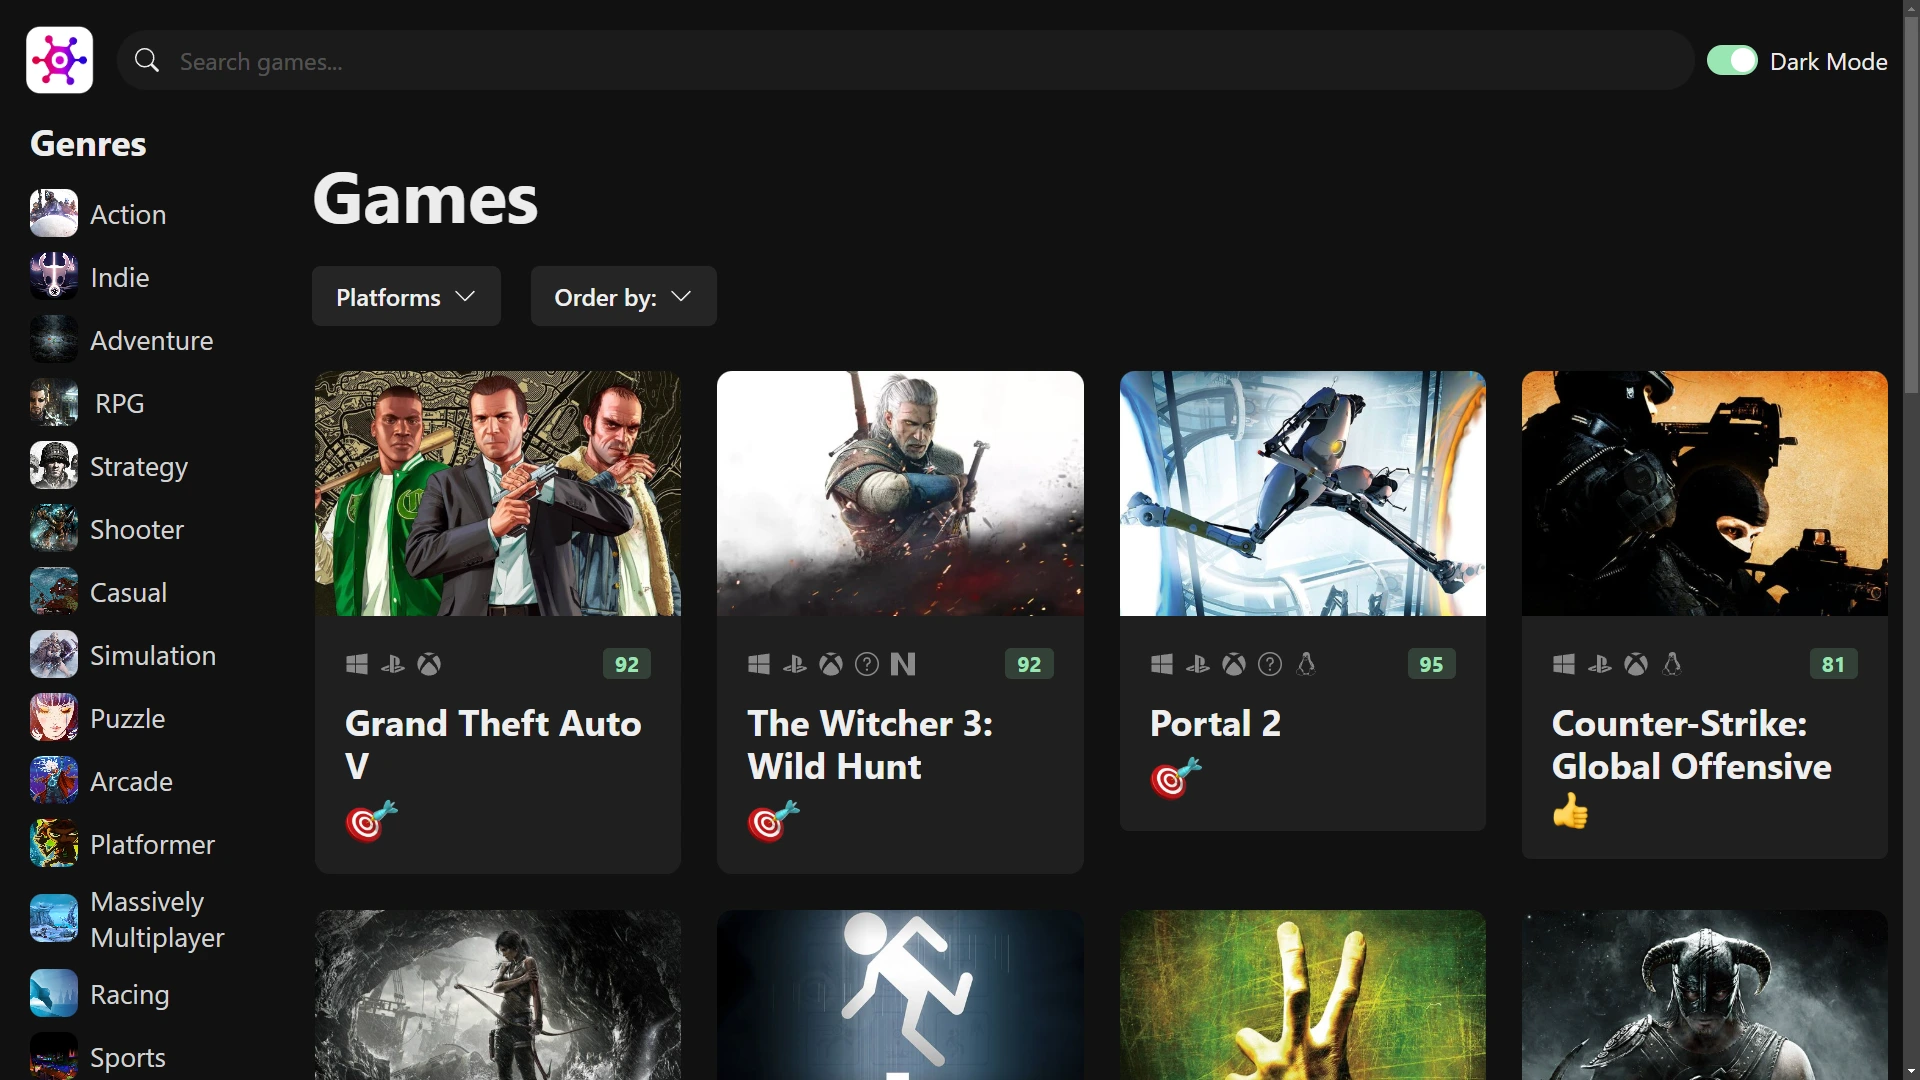 Search games...
Dark Mode
Genres
Action
Indie
Adventure
RPG
Strategy
Shooter
Casual
Simulation
Puzzle
Arcade
Platformer
Massively
Multiplayer
Racing
Sports
Games
Platforms
Order by:
92
Grand Theft Auto
V
92
The Witcher 3:
Wild Hunt
95
Portal 2
81
Counter-Strike:
Global Offensive